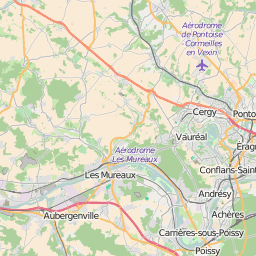 Aérodrome
de Pontoise
Cormeilles
en Vexin
Cergy
Ponto
Vauréal
Érag
Aérodrome
Les Mureaux
Conflans-Saint
Les Mureaux
Andrésy
Achères
Aubergenville
Carrières-sous-Poissy
Poissy